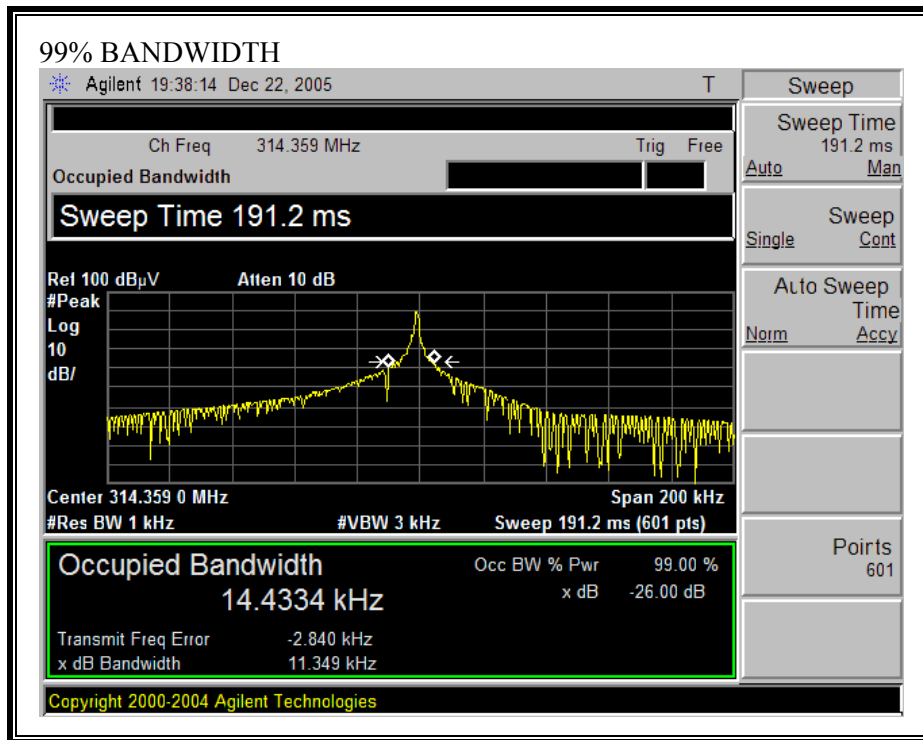 99% BANDWIDTH
Agilent 19:38:14 Dec 22, 2005 T
Ch Freq 314.359 MHz Trig Free
Occupied Bandwidth
Sweep Time 191.2 ms
Ref 100 dBµV Atten 10 dB
#Peak
Log
10
dB/
Center 314.359 0 MHz Span 200 kHz
#Res BW 1 kHz #VBW 3 kHz Sweep 191.2 ms (601 pts)
Occupied Bandwidth
14.4334 kHz
Occ BW % Pwr 99.00 %
x dB -26.00 dB
Transmit Freq Error -2.840 kHz
x dB Bandwidth 11.349 kHz
Copyright 2000-2004 Agilent Technologies
Sweep
Sweep Time
191.2 ms
Auto Man
Sweep
Single Cont
Auto Sweep
Time
Norm Accy
Points
601